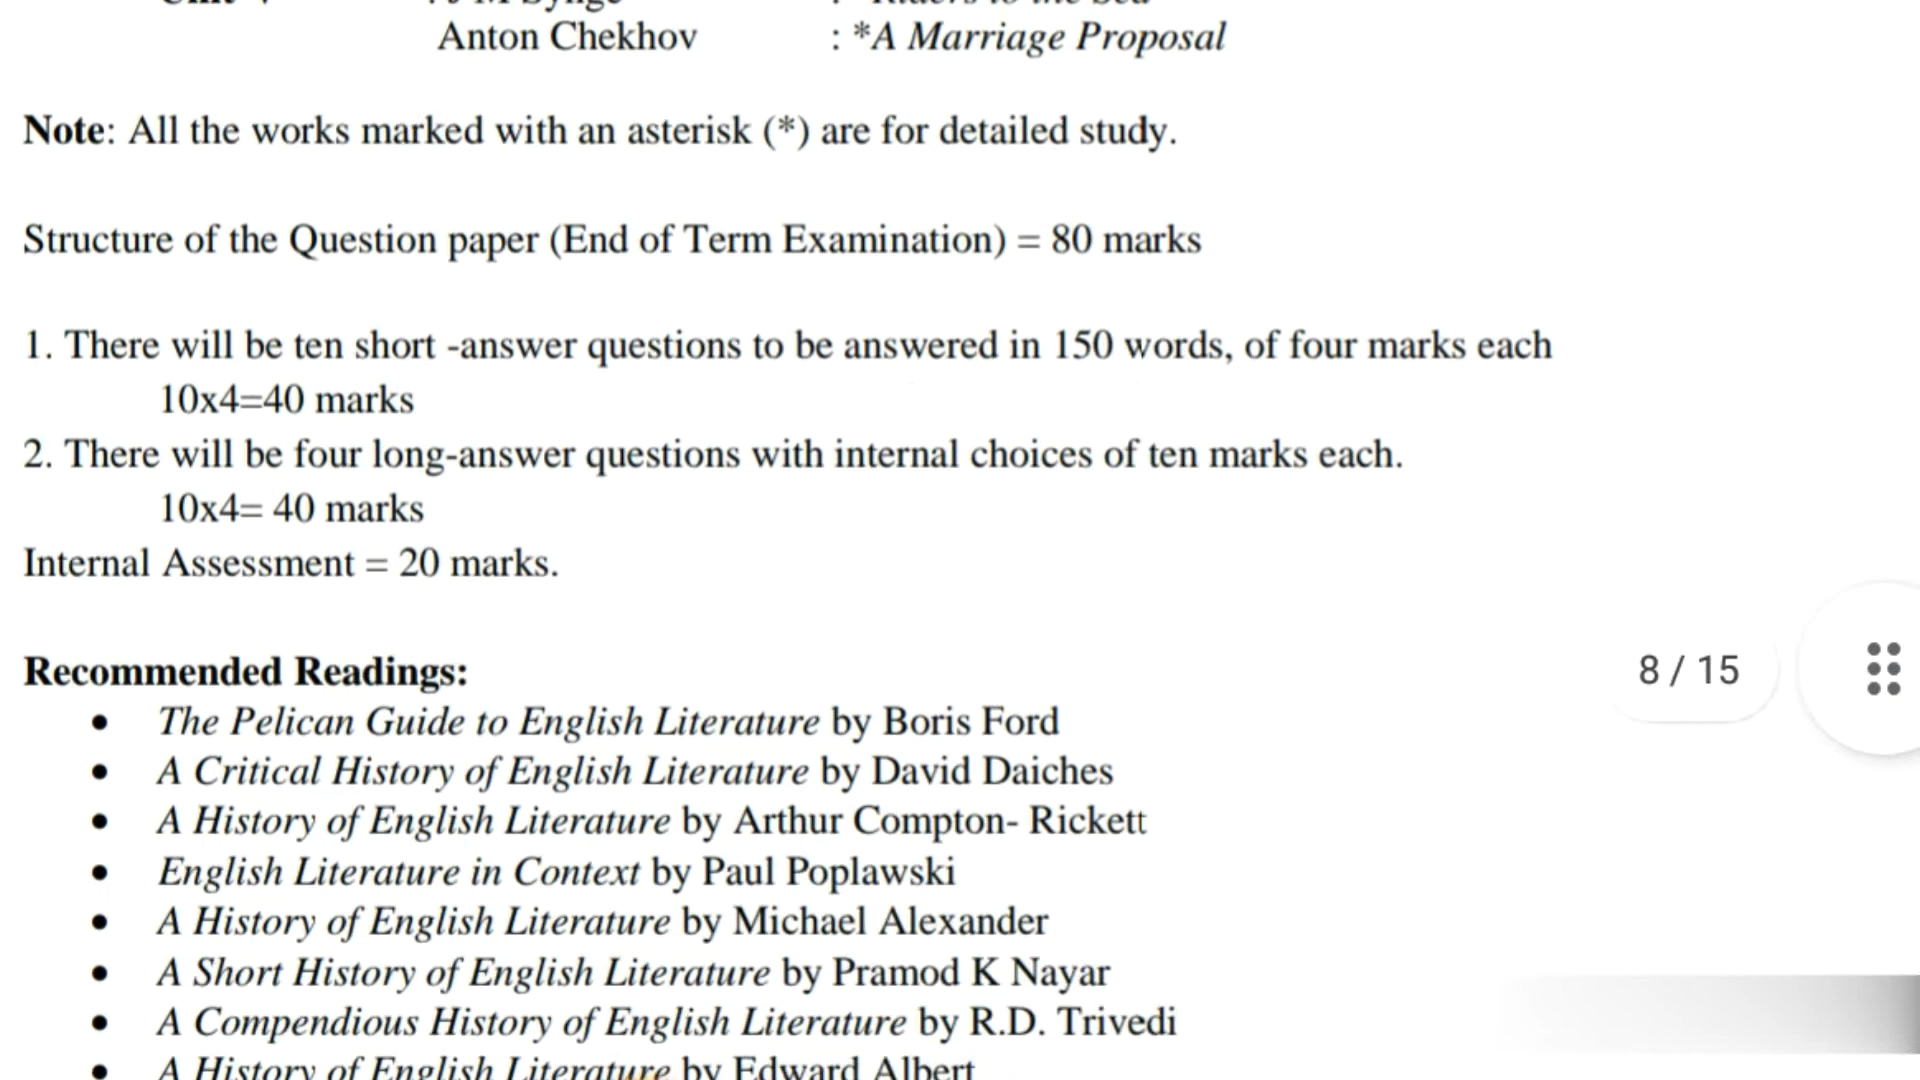 : *Riders to the Sea
Anton Chekhov : *A Marriage Proposal
Note: All the works marked with an asterisk (*) are for detailed study.
Structure of the Question paper (End of Term Examination) = 80 marks
1. There will be ten short -answer questions to be answered in 150 words, of four marks each
10x4=40 marks
2. There will be four long-answer questions with internal choices of ten marks each.
10x4= 40 marks
Internal Assessment = 20 marks.
Recommended Readings:
8 / 15
• The Pelican Guide to English Literature by Boris Ford
• A Critical History of English Literature by David Daiches
• A History of English Literature by Arthur Compton- Rickett
• English Literature in Context by Paul Poplawski
• A History of English Literature by Michael Alexander
• A Short History of English Literature by Pramod K Nayar
• A Compendious History of English Literature by R.D. Trivedi
• A History of English Literature by Edward Albert